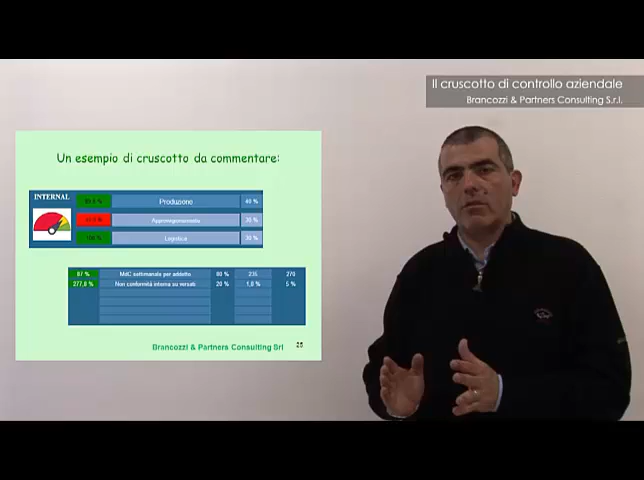 Il cruscotto di controllo aziendale
Brancozzi & Partners Consulting S.r.l.
Un esempio di cruscotto da commentare:
INTERNAL
Produzione 40 %
Approvvigionamento 30 %
100 % Logistica 30 %
87 % MdC settimanale per addetto 80 % 235 270
277,8 % Non conformità interna su versati 20 % 1,8 % 5 %
Brancozzi & Partners Consulting Srl